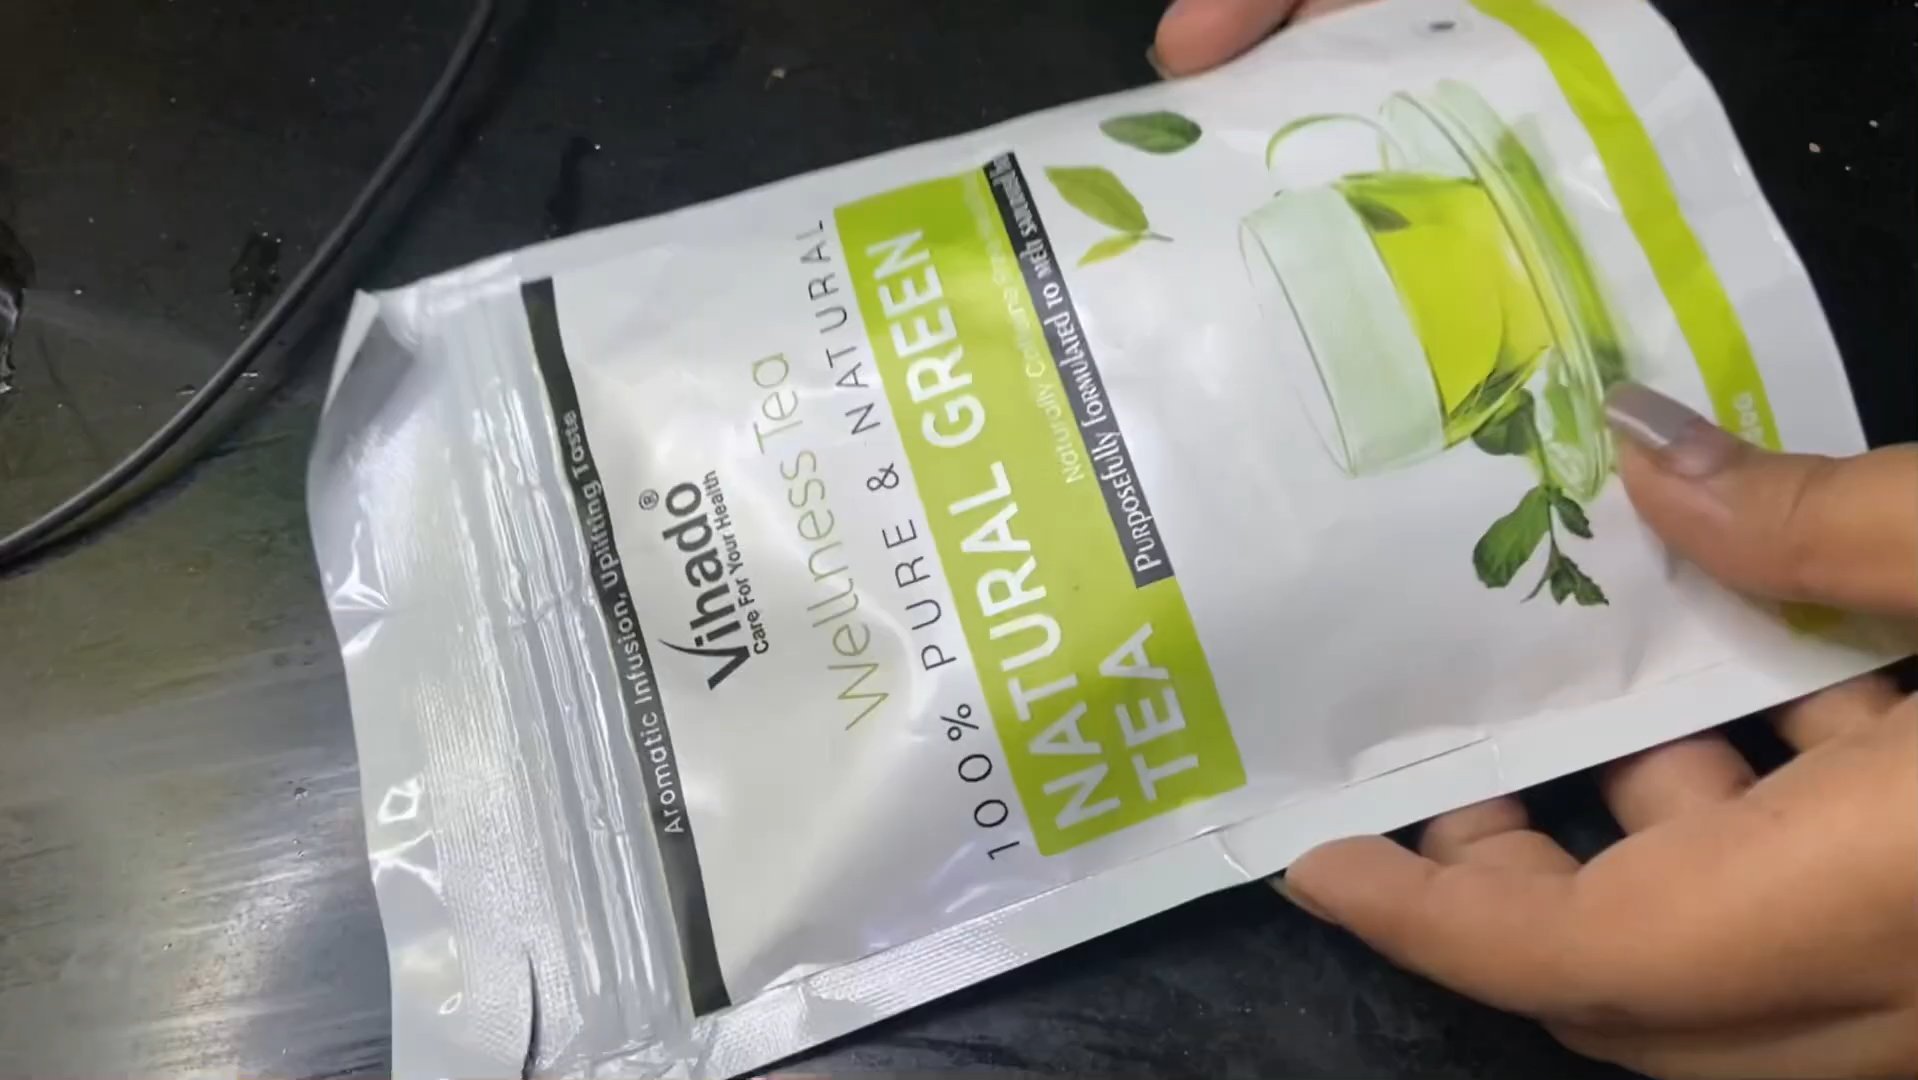 Aromatic Infusion, Uplifting Taste
Vihado®
Care For Your Health
Wellness Tea
100% PURE & NATURAL
NATURAL GREEN
TEA
Naturally
Purposefully formulated to